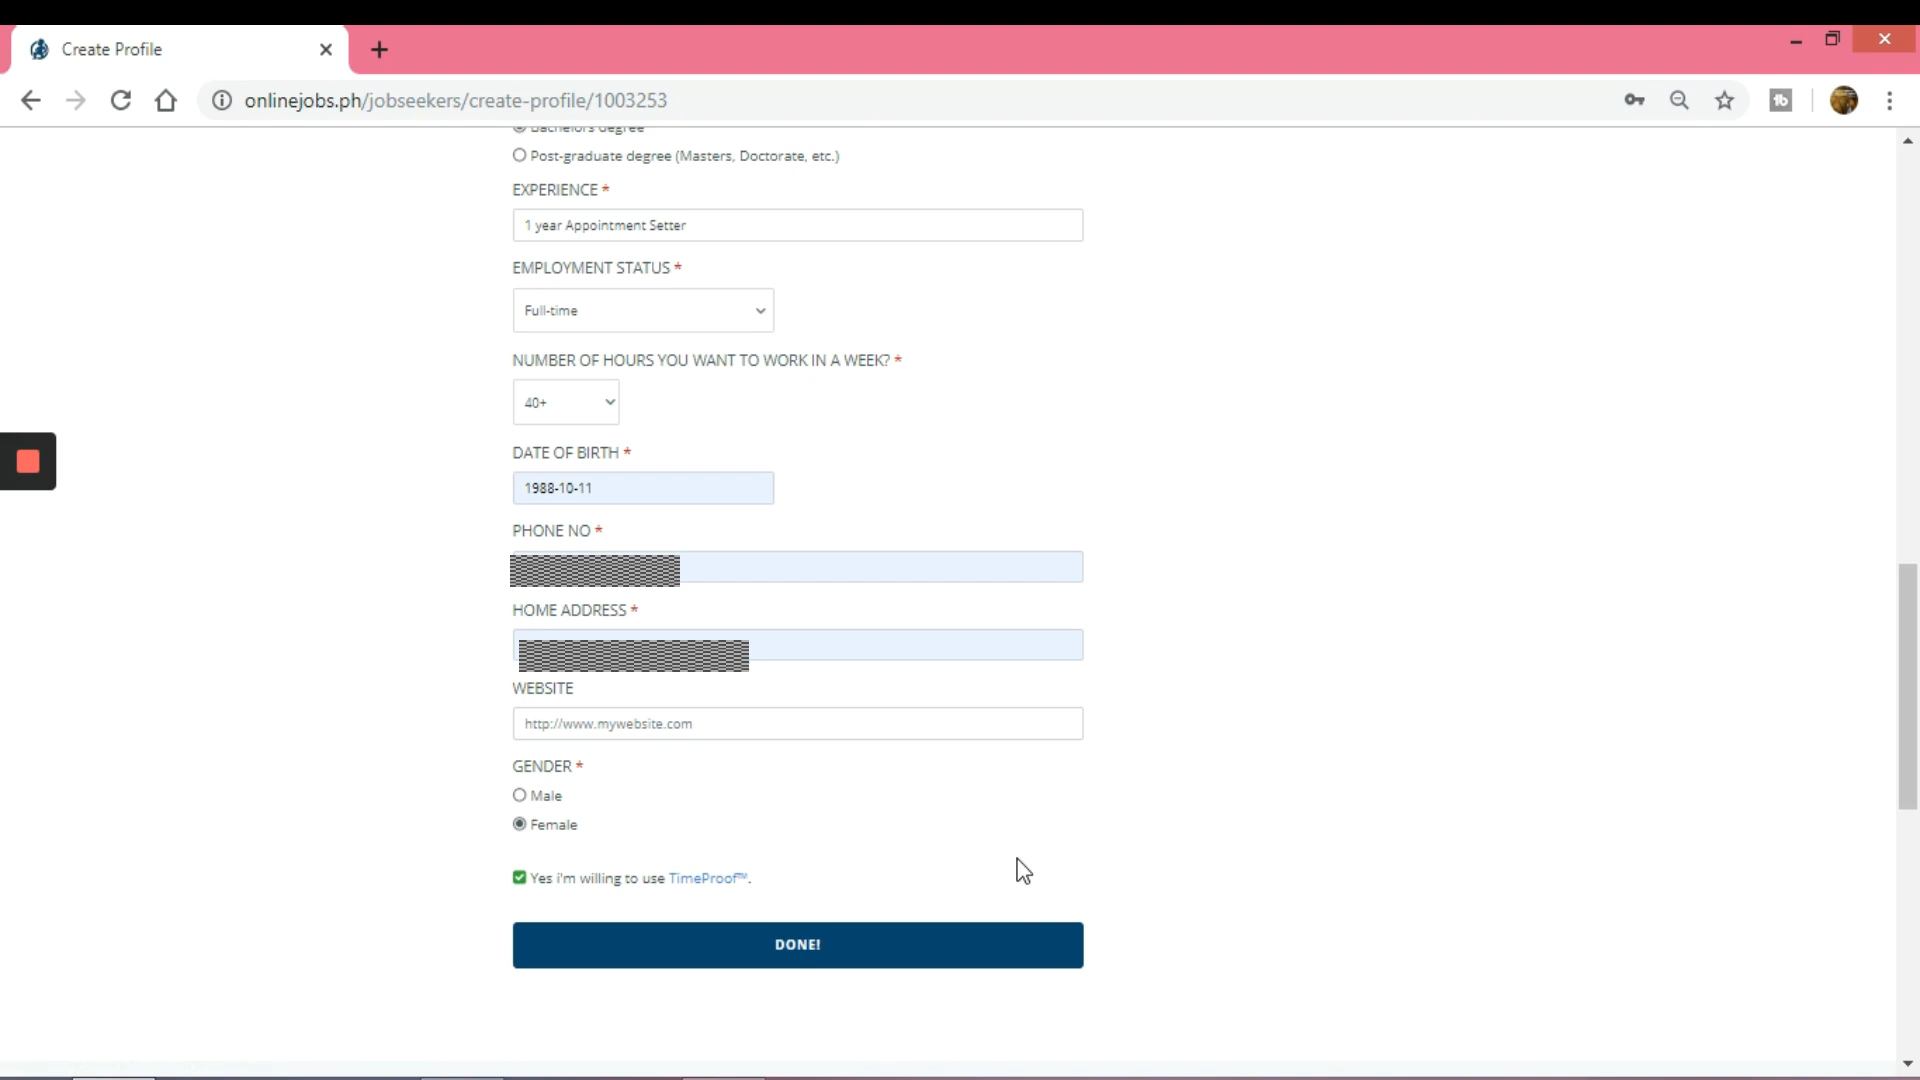 Create Profile
onlinejobs.ph/jobseekers/create-profile/1003253
Bachelors degree
Post-graduate degree (Masters, Doctorate, etc.)
EXPERIENCE *
1 year Appointment Setter
EMPLOYMENT STATUS *
Full-time
NUMBER OF HOURS YOU WANT TO WORK IN A WEEK? *
40+
DATE OF BIRTH *
1988-10-11
PHONE NO *
HOME ADDRESS *
WEBSITE
http://www.mywebsite.com
GENDER *
Male
Female
Yes i'm willing to use TimeProof™.
DONE!